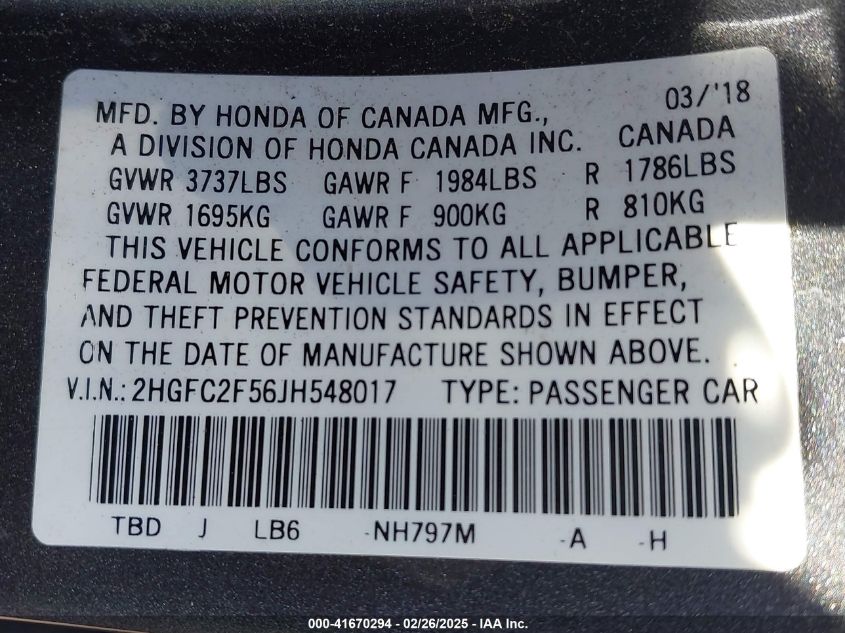 03/'18
MFD. BY HONDA OF CANADA MFG.,
A DIVISION OF HONDA CANADA INC. CANADA
GVWR 3737LBS GAWR F 1984LBS R 1786LBS
GVWR 1695KG GAWR F 900KG R 810KG
THIS VEHICLE CONFORMS TO ALL APPLICABLE
FEDERAL MOTOR VEHICLE SAFETY, BUMPER,
AND THEFT PREVENTION STANDARDS IN EFFECT
ON THE DATE OF MANUFACTURE SHOWN ABOVE.
V.I.N.: 2HGFC2F56JH548017 TYPE: PASSENGER CAR
TBD J LB6 -NH797M -A -H
000-41670294 - 02/26/2025 - IAA Inc.